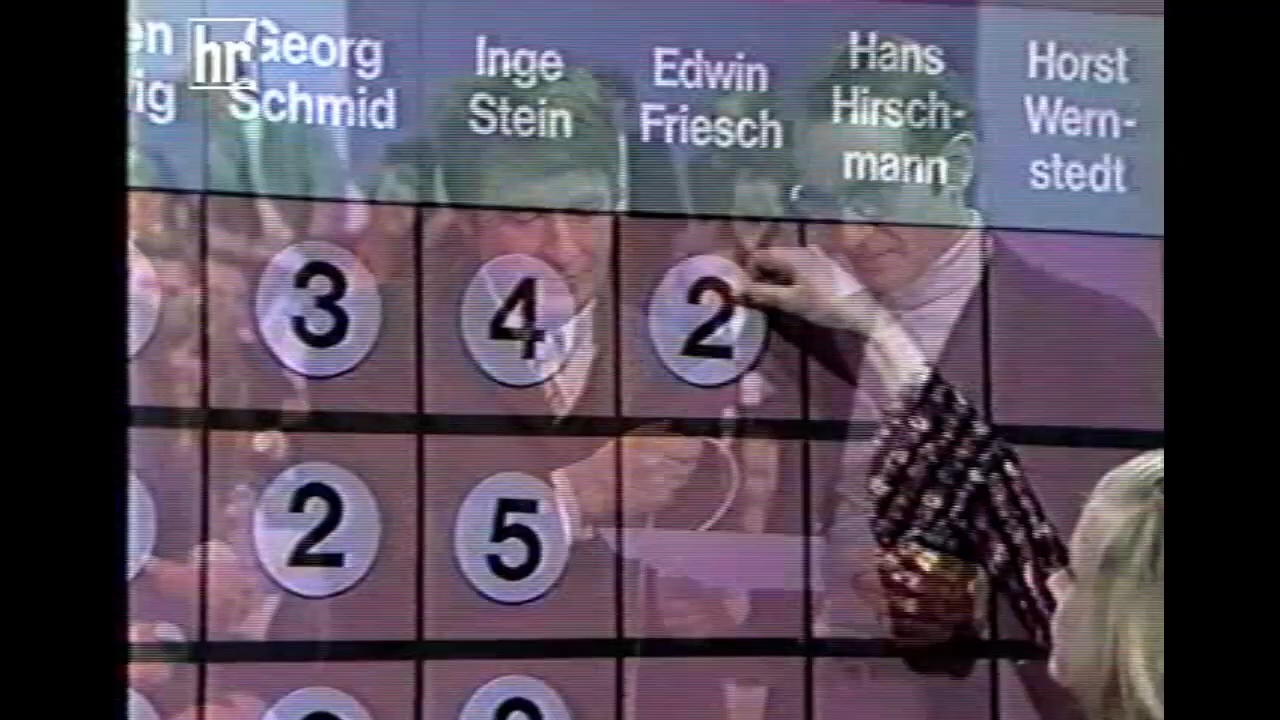 hr
Georg
Schmid
Inge
Stein
Edwin
Friesch
Hans
Hirsch-
mann
Horst
Wern-
stedt
3 4 2
2 5